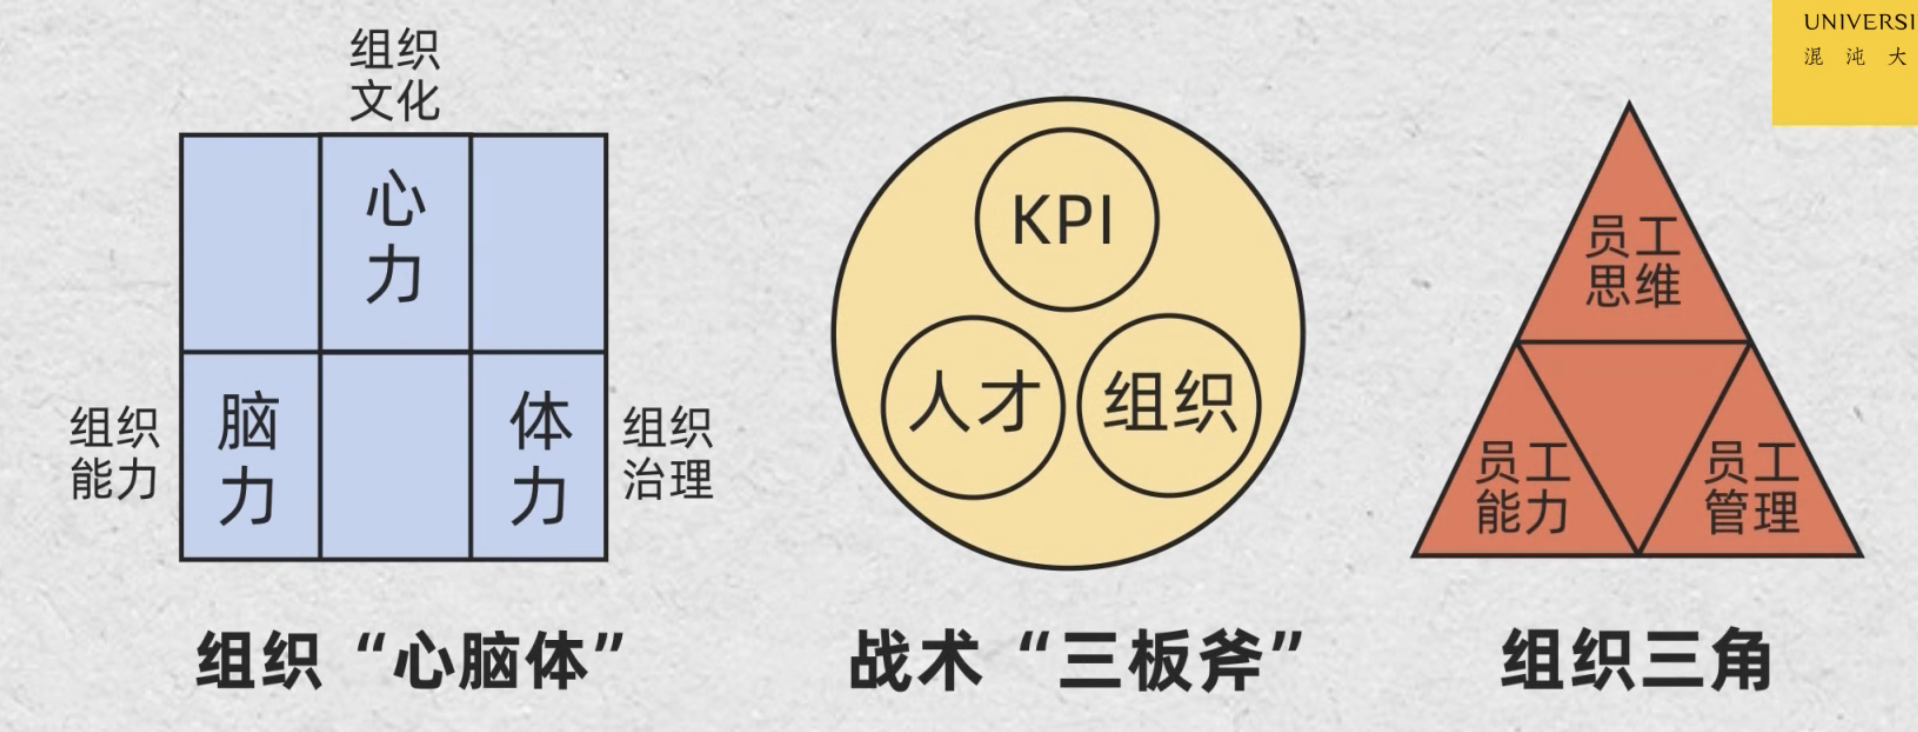 组织
文化
心
力
组织
能力
脑
力
体
力
组织
治理
组织“心脑体”
KPI
人才
组织
战术“三板斧”
员工
思维
员工
能力
员工
管理
组织三角
UNIVERSI
混沌大